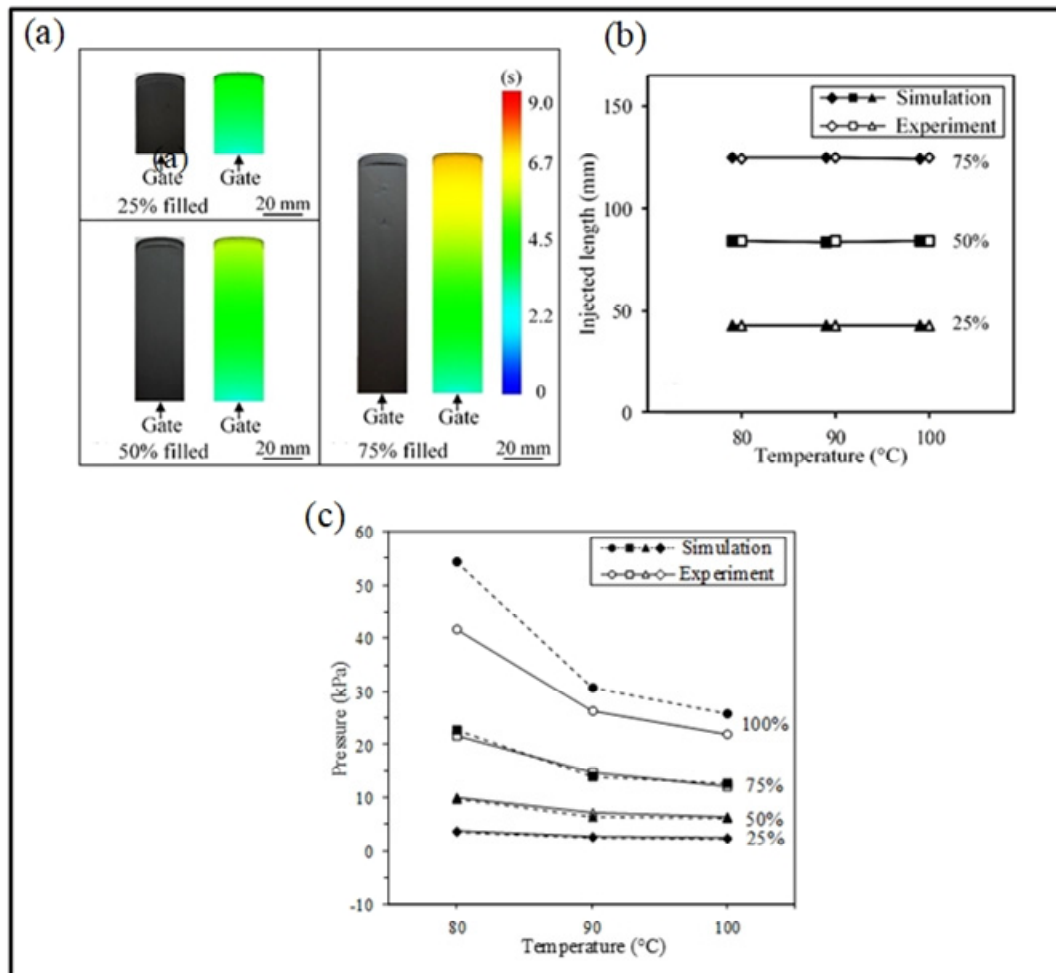 (a)
(a)
Gate Gate
25% filled 20 mm
Gate Gate
50% filled 20 mm
(s)
9.0
6.7
4.5
2.2
0
Gate Gate
75% filled 20 mm
(b)
Injected length (mm)
150
100
50
0
Simulation
Experiment
75%
50%
25%
80 90 100
Temperature (°C)
(c)
Pressure (kPa)
60
50
40
30
20
10
0
-10
Simulation
Experiment
100%
75%
50%
25%
80 90 100
Temperature (°C)